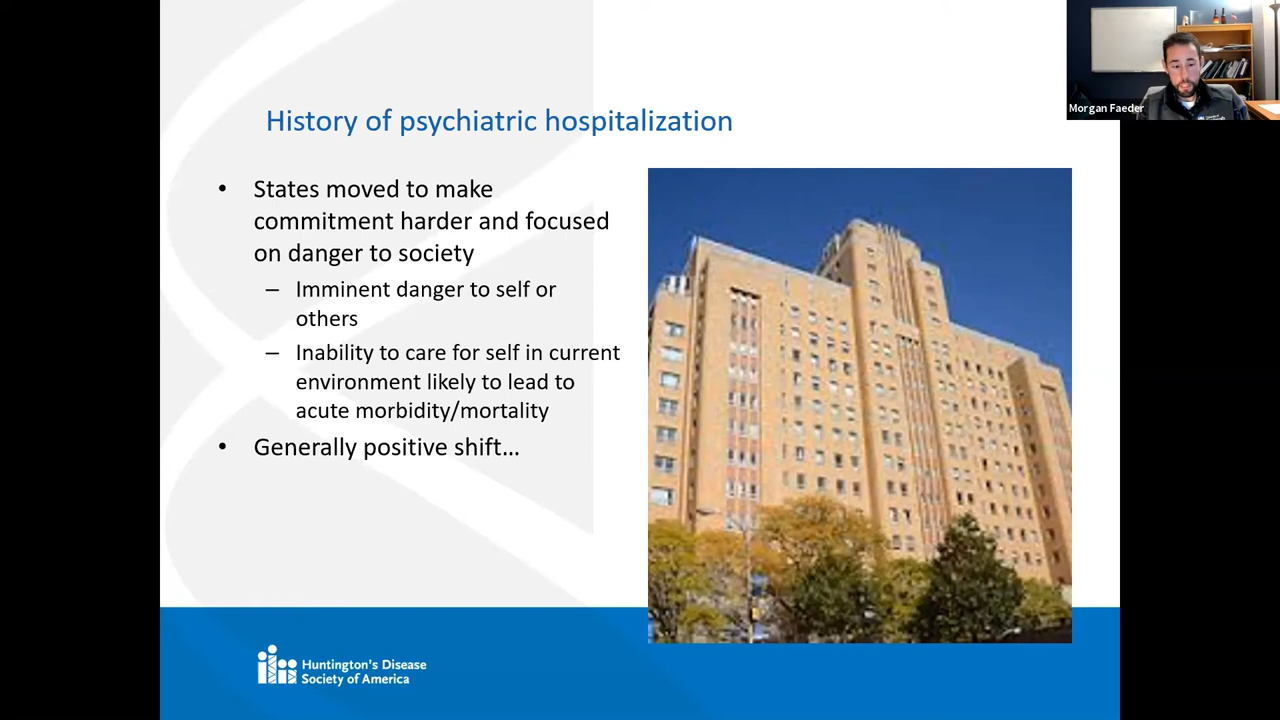 Morgan Faeder
History of psychiatric hospitalization
• States moved to make
commitment harder and focused
on danger to society
– Imminent danger to self or
others
– Inability to care for self in current
environment likely to lead to
acute morbidity/mortality
• Generally positive shift…
Huntington's Disease
Society of America